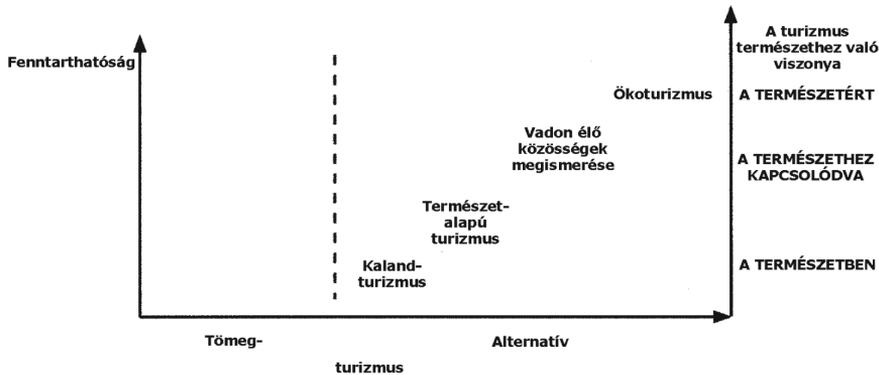 Fenntarthatóság
A turizmus
természethez való
viszonya
Ökoturizmus
A TERMÉSZETÉRT
Vadon élő
közösségek
megismerése
A TERMÉSZETHEZ
KAPCSOLÓDVA
Természet-
alapú
turizmus
Kaland-
turizmus
A TERMÉSZETBEN
Tömeg-
Alternatív
turizmus